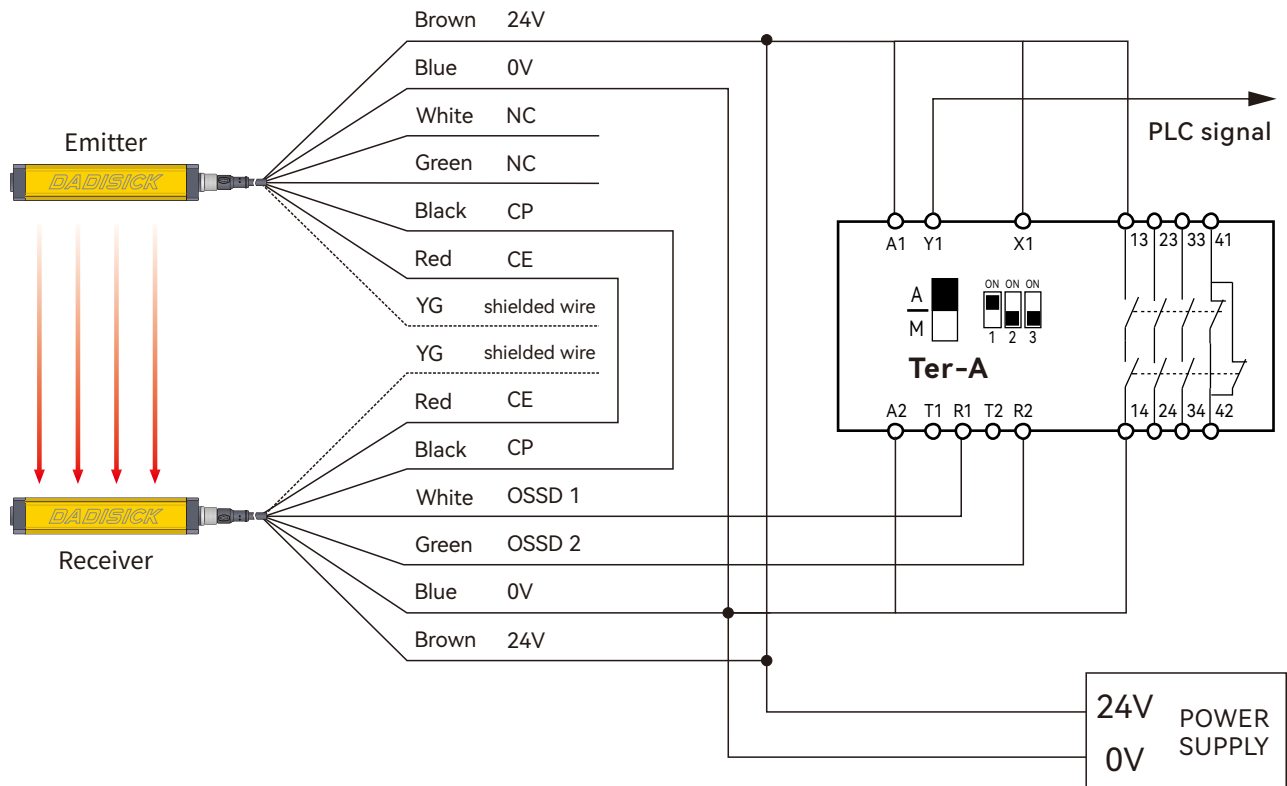 Brown 24V
Blue 0V
White NC
Green NC
Black CP
Red CE
YG shielded wire
YG shielded wire
Red CE
Black CP
White OSSD 1
Green OSSD 2
Blue 0V
Brown 24V
Emitter
DADISICK
DADISICK
Receiver
PLC signal
A1 Y1 X1 13 23 33 41
A
M
ON ON ON
1 2 3
Ter-A
A2 T1 R1 T2 R2 14 24 34 42
24V
0V
POWER
SUPPLY